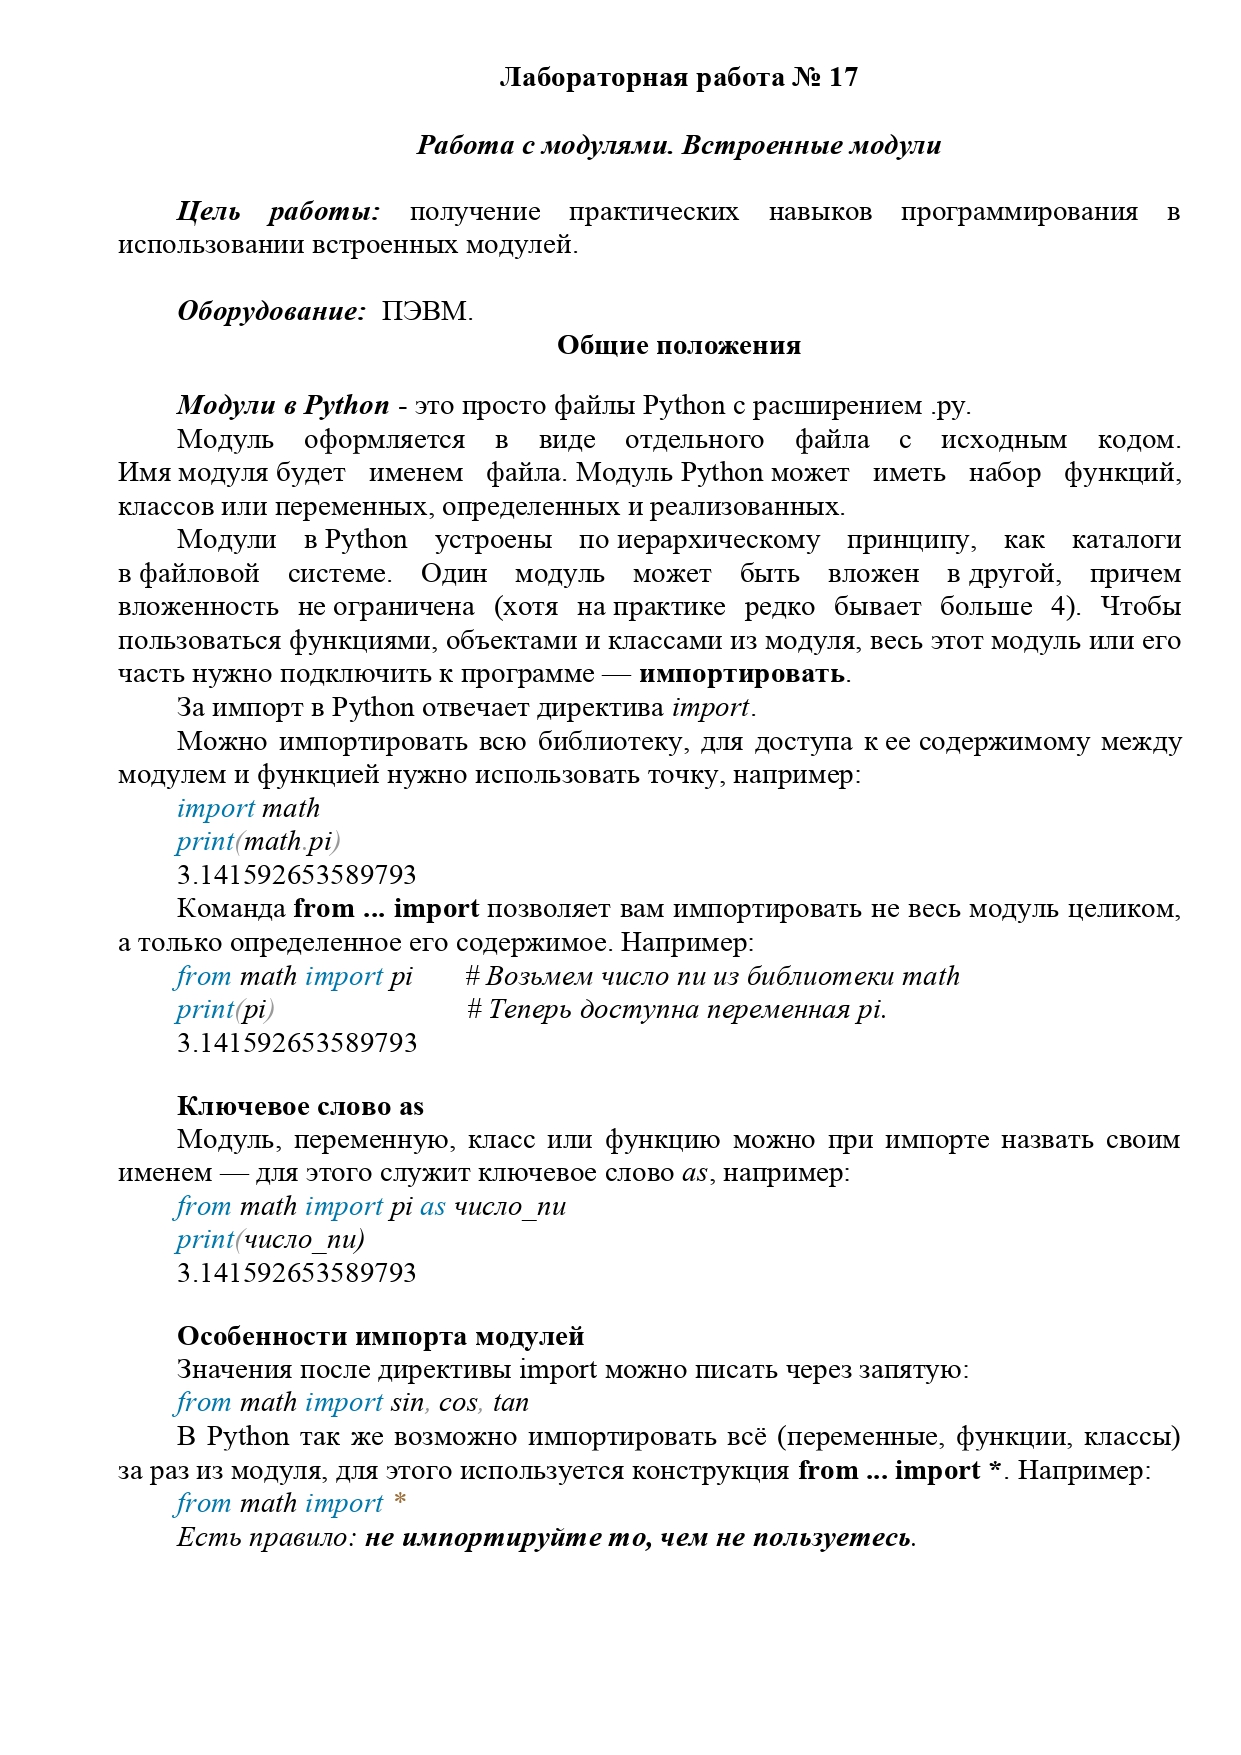 Лабораторная работа № 17
Работа с модулями. Встроенные модули
Цель работы: получение практических навыков программирования в
использовании встроенных модулей.
Оборудование: ПЭВМ.
Общие положения
Модули в Python - это просто файлы Python с расширением .py.
Модуль оформляется в виде отдельного файла с исходным кодом.
Имя модуля будет именем файла. Модуль Python может иметь набор функций,
классов или переменных, определенных и реализованных.
Модули в Python устроены по иерархическому принципу, как каталоги
в файловой системе. Один модуль может быть вложен в другой, причем
вложенность не ограничена (хотя на практике редко бывает больше 4). Чтобы
пользоваться функциями, объектами и классами из модуля, весь этот модуль или его
часть нужно подключить к программе — импортировать.
За импорт в Python отвечает директива import.
Можно импортировать всю библиотеку, для доступа к ее содержимому между
модулем и функцией нужно использовать точку, например:
import math
print(math.pi)
3.141592653589793
Команда from ... import позволяет вам импортировать не весь модуль целиком,
а только определенное его содержимое. Например:
from math import pi # Возьмем число пи из библиотеки math
print(pi) # Теперь доступна переменная pi.
3.141592653589793
Ключевое слово as
Модуль, переменную, класс или функцию можно при импорте назвать своим
именем — для этого служит ключевое слово as, например:
from math import pi as число_пи
print(число_пи)
3.141592653589793
Особенности импорта модулей
Значения после директивы import можно писать через запятую:
from math import sin, cos, tan
В Python так же возможно импортировать всё (переменные, функции, классы)
за раз из модуля, для этого используется конструкция from ... import *. Например:
from math import *
Есть правило: не импортируйте то, чем не пользуетесь.